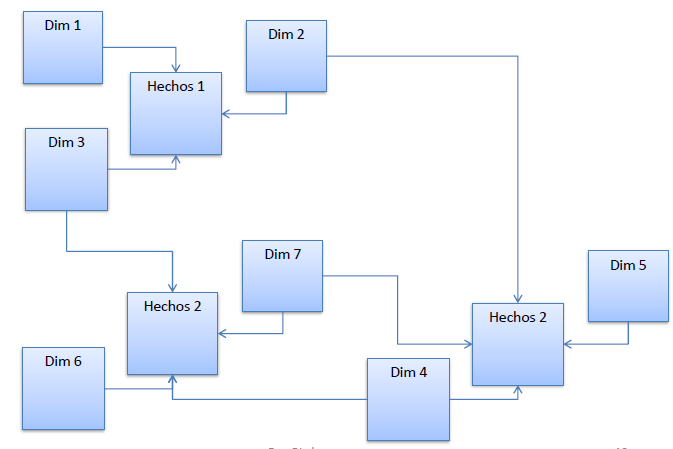 Dim 1
Dim 2
Hechos 1
Dim 3
Dim 7
Dim 5
Hechos 2
Hechos 2
Dim 6
Dim 4